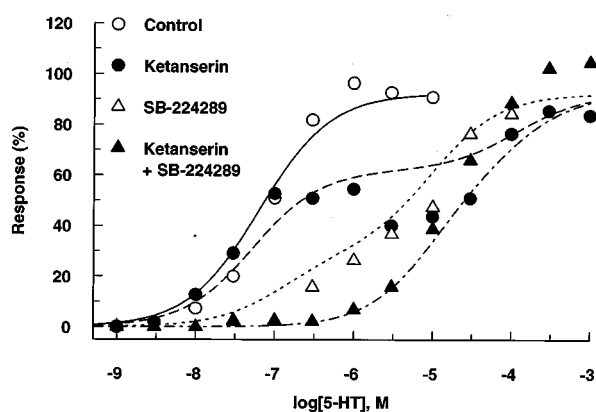 120
100
80
60
40
20
0
Response (%)
Control
Ketanserin
SB-224289
Ketanserin
+ SB-224289
-9 -8 -7 -6 -5 -4 -3
log[5-HT], M